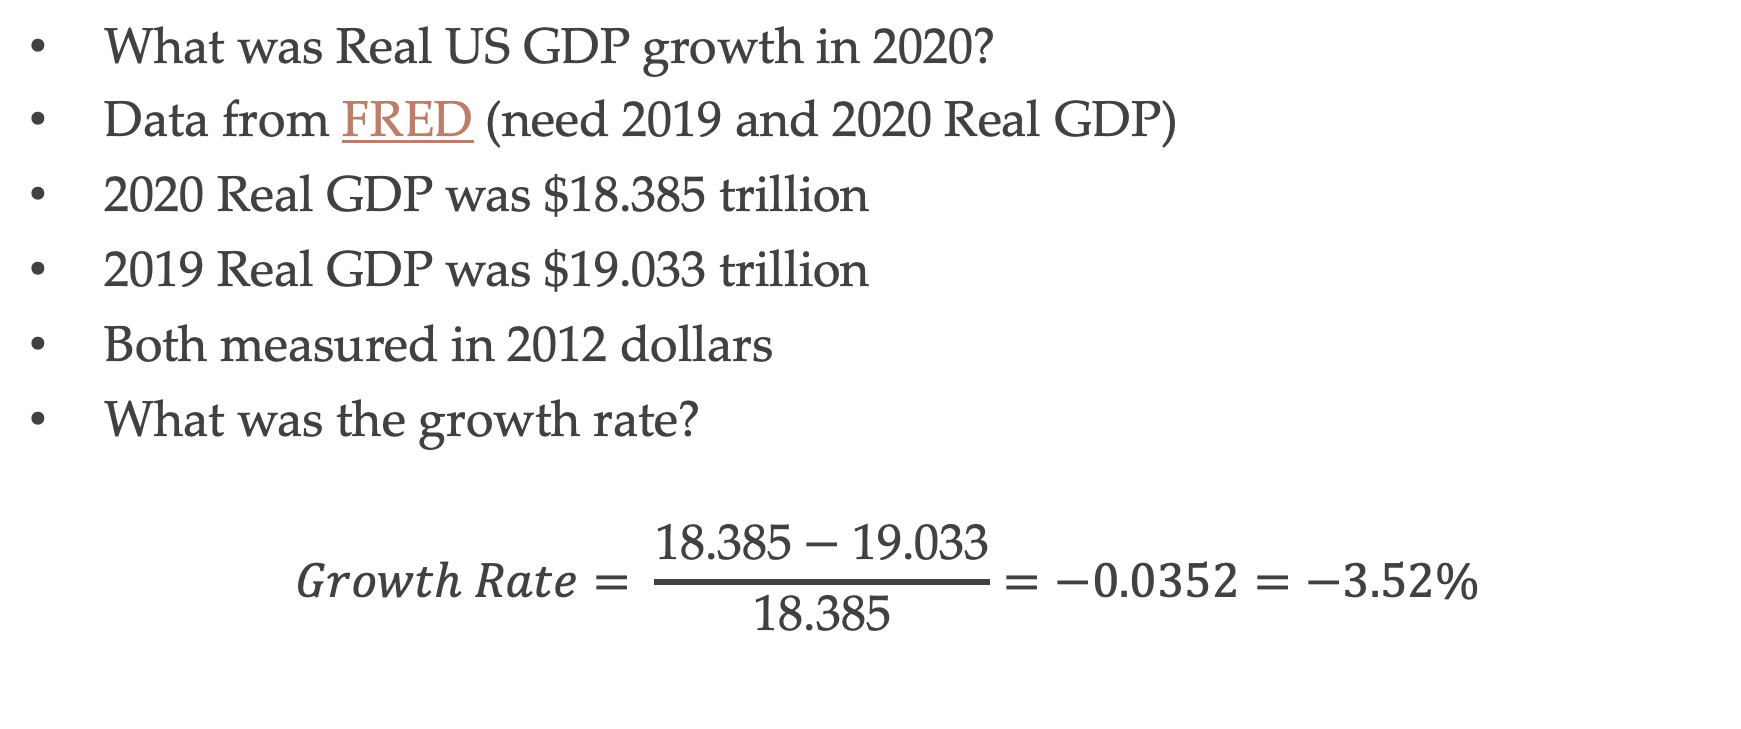 • What was Real US GDP growth in 2020?
• Data from FRED (need 2019 and 2020 Real GDP)
• 2020 Real GDP was $18.385 trillion
• 2019 Real GDP was $19.033 trillion
• Both measured in 2012 dollars
• What was the growth rate?
Growth Rate = (18.385 − 19.033) / 18.385 = −0.0352 = −3.52%